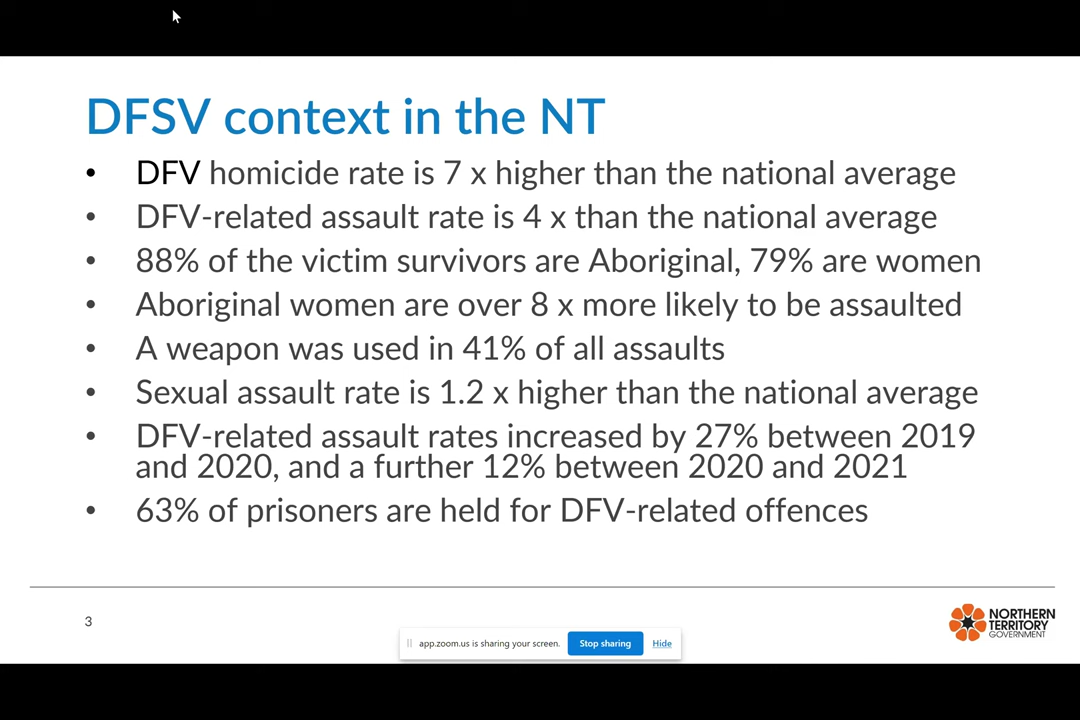 DFSV context in the NT
• DFV homicide rate is 7 x higher than the national average
• DFV-related assault rate is 4 x than the national average
• 88% of the victim survivors are Aboriginal, 79% are women
• Aboriginal women are over 8 x more likely to be assaulted
• A weapon was used in 41% of all assaults
• Sexual assault rate is 1.2 x higher than the national average
• DFV-related assault rates increased by 27% between 2019
and 2020, and a further 12% between 2020 and 2021
• 63% of prisoners are held for DFV-related offences
3
NORTHERN
TERRITORY
GOVERNMENT
app.zoom.us is sharing your screen. Stop sharing Hide